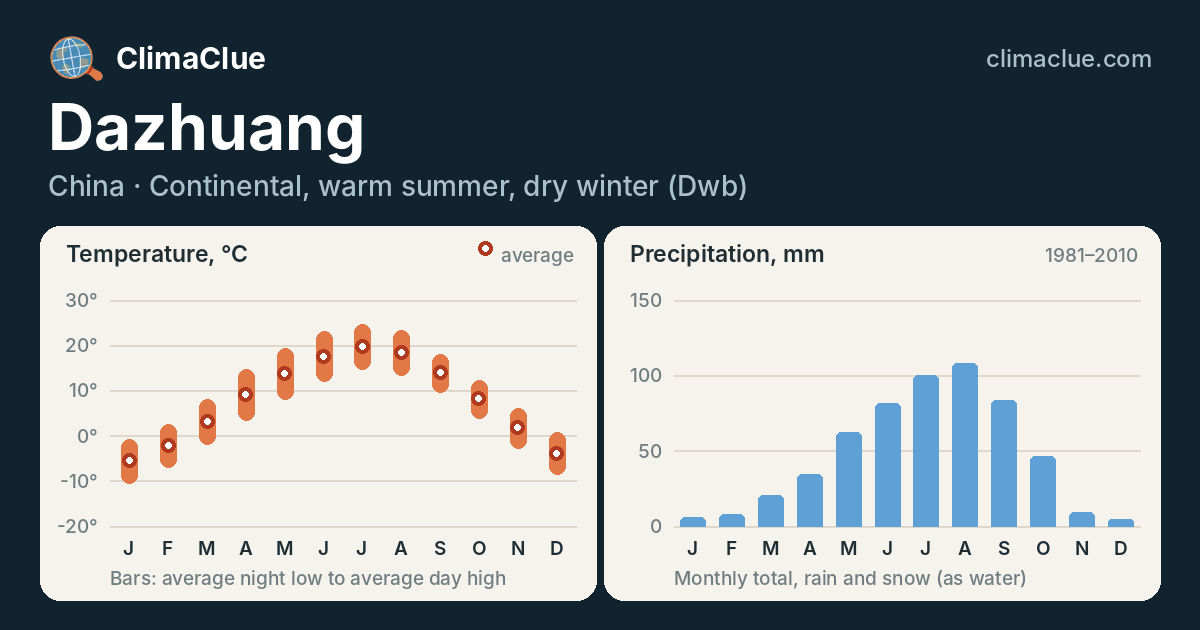 ClimaClue
climaclue.com
Dazhuang
China · Continental, warm summer, dry winter (Dwb)
Temperature, °C
average
30°
20°
10°
0°
-10°
-20°
J F M A M J J A S O N D
Bars: average night low to average day high
Precipitation, mm
1981–2010
150
100
50
0
J F M A M J J A S O N D
Monthly total, rain and snow (as water)